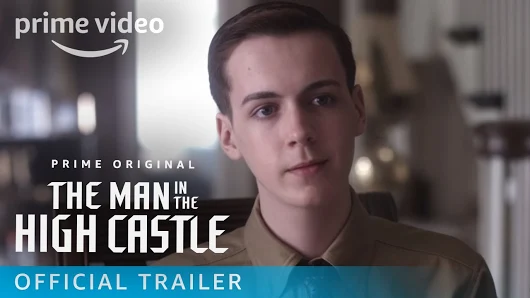 prime video
PRIME ORIGINAL
THE MAN IN THE
HIGH CASTLE
OFFICIAL TRAILER